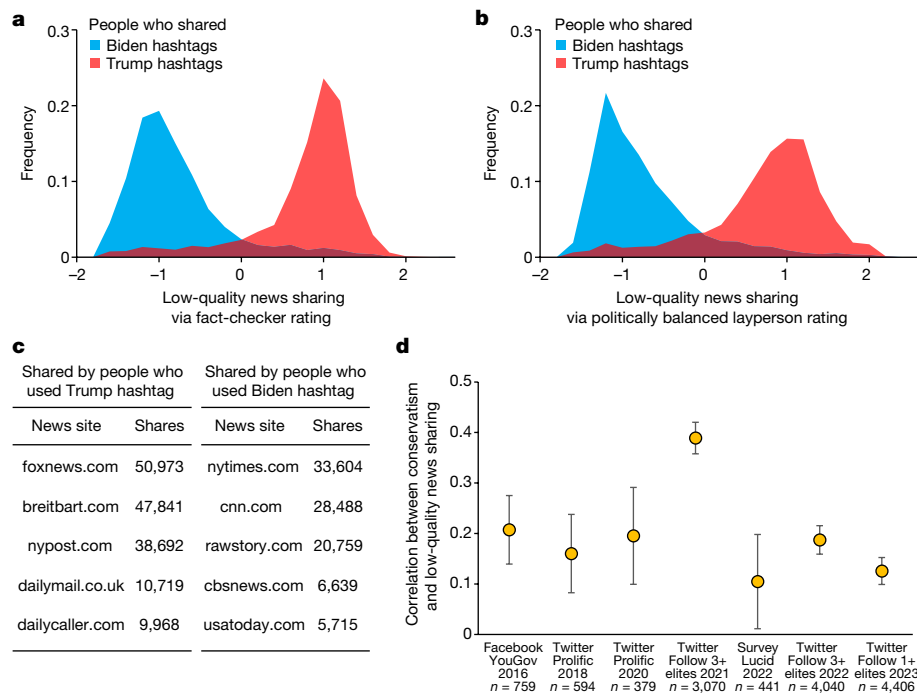 a
0.3
0.2
0.1
0
Frequency
People who shared
Biden hashtags
Trump hashtags
−2
−1
0
1
2
Low-quality news sharing
via fact-checker rating
b
0.3
0.2
0.1
0
Frequency
People who shared
Biden hashtags
Trump hashtags
−2
−1
0
1
2
Low-quality news sharing
via politically balanced layperson rating
c
Shared by people who
used Trump hashtag
Shared by people who
used Biden hashtag
News site Shares News site Shares
foxnews.com 50,973 nytimes.com 33,604
breitbart.com 47,841 cnn.com 28,488
nypost.com 38,692 rawstory.com 20,759
dailymail.co.uk 10,719 cbsnews.com 6,639
dailycaller.com 9,968 usatoday.com 5,715
d
Correlation between conservatism
and low-quality news sharing
0.5
0.4
0.3
0.2
0.1
0
Facebook
YouGov
2016
n = 759
Twitter
Prolific
2018
n = 594
Twitter
Prolific
2020
n = 379
Twitter
Follow 3+
elites 2021
n = 3,070
Survey
Lucid
2022
n = 441
Twitter
Follow 3+
elites 2022
n = 4,040
Twitter
Follow 1+
elites 2023
n = 4,406